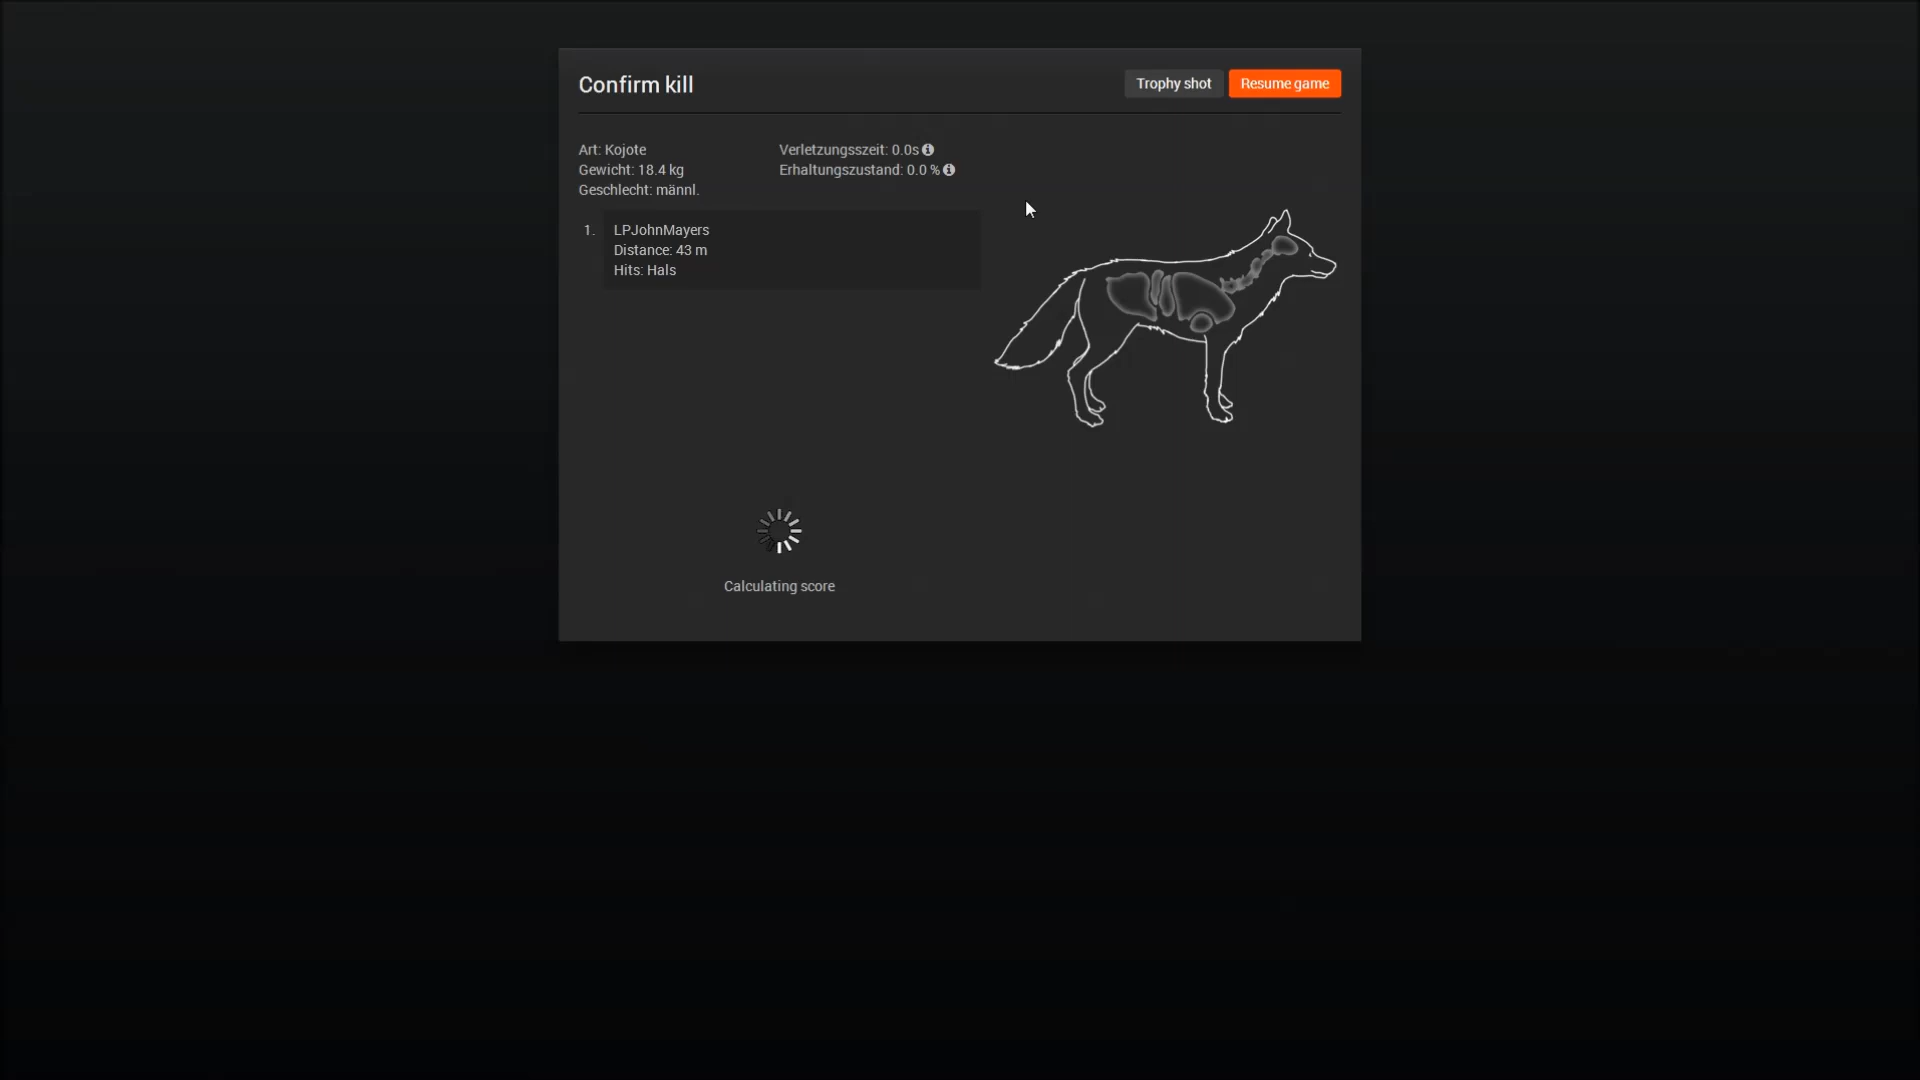 Confirm kill
Trophy shot
Resume game
Art: Kojote
Gewicht: 18.4 kg
Geschlecht: männl.
Verletzungsszeit: 0.0s
Erhaltungszustand: 0.0 %
1. LPJohnMayers
Distance: 43 m
Hits: Hals
Calculating score